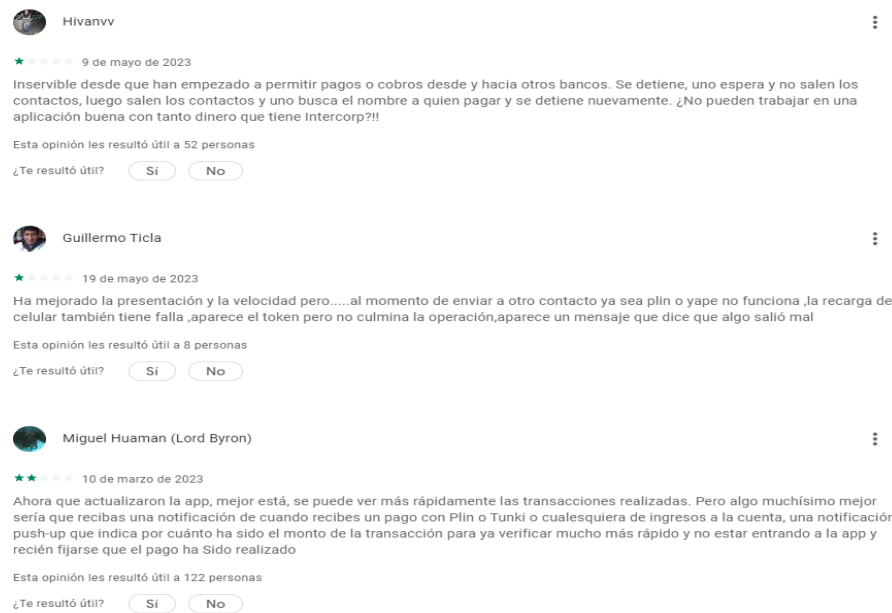 Hivanvv
9 de mayo de 2023
Inservible desde que han empezado a permitir pagos o cobros desde y hacia otros bancos. Se detiene, uno espera y no salen los
contactos, luego salen los contactos y uno busca el nombre a quien pagar y se detiene nuevamente. ¿No pueden trabajar en una
aplicación buena con tanto dinero que tiene Intercorp?!!
Esta opinión les resultó útil a 52 personas
¿Te resultó útil? Sí No
Guillermo Ticla
19 de mayo de 2023
Ha mejorado la presentación y la velocidad pero.....al momento de enviar a otro contacto ya sea plin o yape no funciona ,la recarga de
celular también tiene falla ,aparece el token pero no culmina la operación,aparece un mensaje que dice que algo salió mal
Esta opinión les resultó útil a 8 personas
¿Te resultó útil? Sí No
Miguel Huaman (Lord Byron)
10 de marzo de 2023
Ahora que actualizaron la app, mejor está, se puede ver más rápidamente las transacciones realizadas. Pero algo muchísimo mejor
sería que recibas una notificación de cuando recibes un pago con Plin o Tunki o cualesquiera de ingresos a la cuenta, una notificación
push-up que indica por cuánto ha sido el monto de la transacción para ya verificar mucho más rápido y no estar entrando a la app y
recién fijarse que el pago ha Sido realizado
Esta opinión les resultó útil a 122 personas
¿Te resultó útil? Sí No